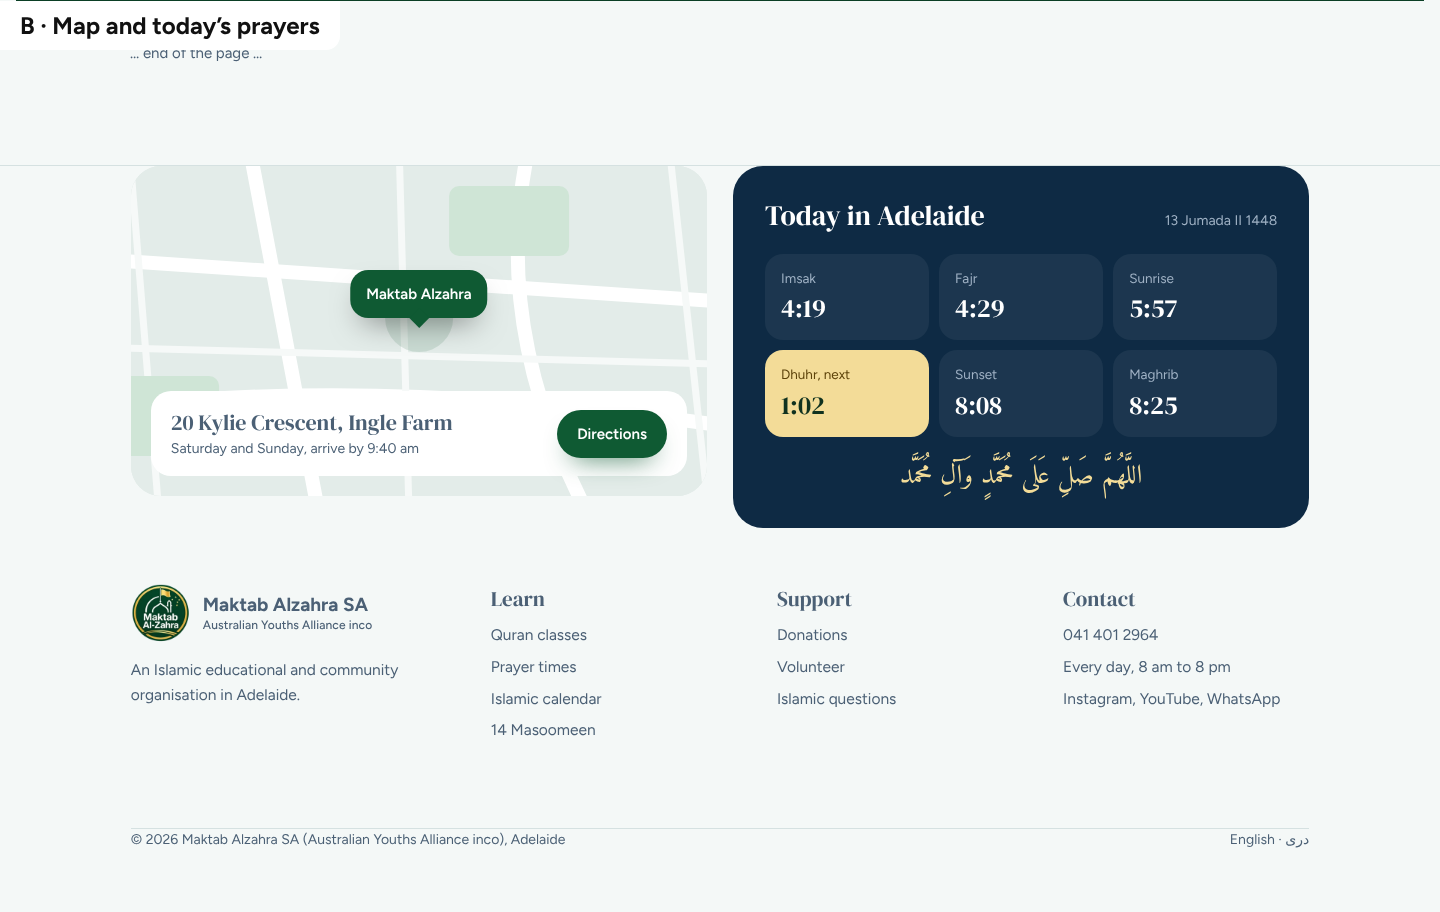 B · Map and today’s prayers
... end of the page ...
Maktab Alzahra
20 Kylie Crescent, Ingle Farm
Saturday and Sunday, arrive by 9:40 am
Directions
Today in Adelaide
13 Jumada II 1448
Imsak
4:19
Fajr
4:29
Sunrise
5:57
Dhuhr, next
1:02
Sunset
8:08
Maghrib
8:25
اللَّهُمَّ صَلِّ عَلَى مُحَمَّدٍ وَآلِ مُحَمَّد
Maktab
Al-Zahra
Maktab Alzahra SA
Australian Youths Alliance inco
An Islamic educational and community
organisation in Adelaide.
Learn
Quran classes
Prayer times
Islamic calendar
14 Masoomeen
Support
Donations
Volunteer
Islamic questions
Contact
041 401 2964
Every day, 8 am to 8 pm
Instagram, YouTube, WhatsApp
© 2026 Maktab Alzahra SA (Australian Youths Alliance inco), Adelaide
English · دری